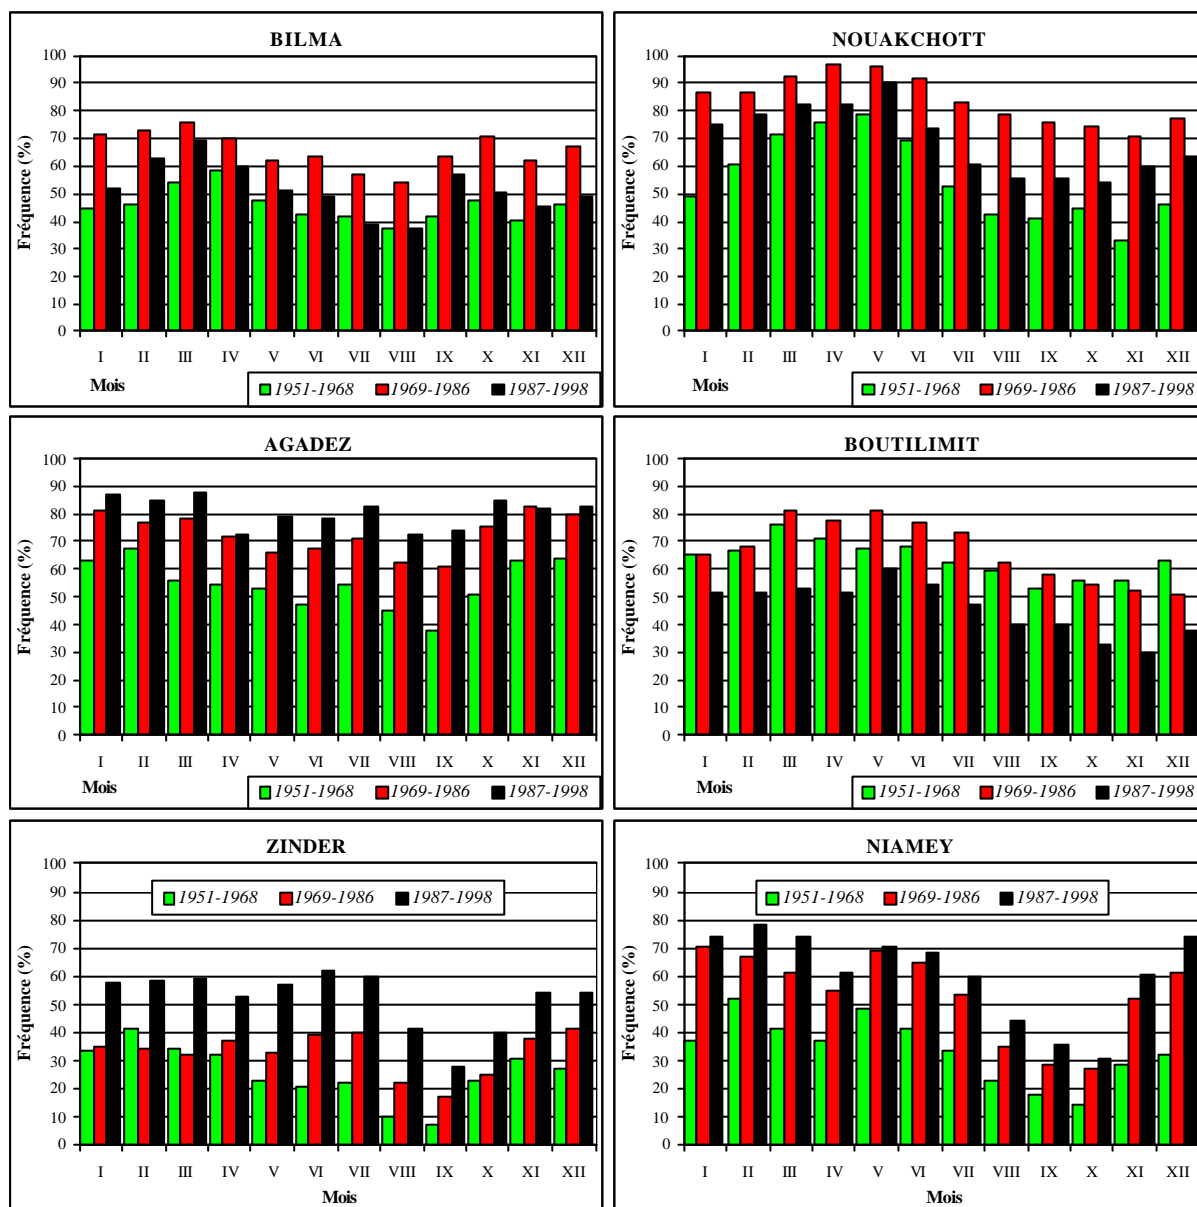 BILMA
Fréquence (%)
100
90
80
70
60
50
40
30
20
10
0
I II III IV V VI VII VIII IX X XI XII
Mois
1951-1968 1969-1986 1987-1998
NOUAKCHOTT
Fréquence (%)
100
90
80
70
60
50
40
30
20
10
0
I II III IV V VI VII VIII IX X XI XII
Mois
1951-1968 1969-1986 1987-1998
AGADEZ
Fréquence (%)
100
90
80
70
60
50
40
30
20
10
0
I II III IV V VI VII VIII IX X XI XII
Mois
1951-1968 1969-1986 1987-1998
BOUTILIMIT
Fréquence (%)
100
90
80
70
60
50
40
30
20
10
0
I II III IV V VI VII VIII IX X XI XII
Mois
1951-1968 1969-1986 1987-1998
ZINDER
1951-1968 1969-1986 1987-1998
Fréquence (%)
100
90
80
70
60
50
40
30
20
10
0
I II III IV V VI VII VIII IX X XI XII
Mois
NIAMEY
1951-1968 1969-1986 1987-1998
Fréquence (%)
100
90
80
70
60
50
40
30
20
10
0
I II III IV V VI VII VIII IX X XI XII
Mois